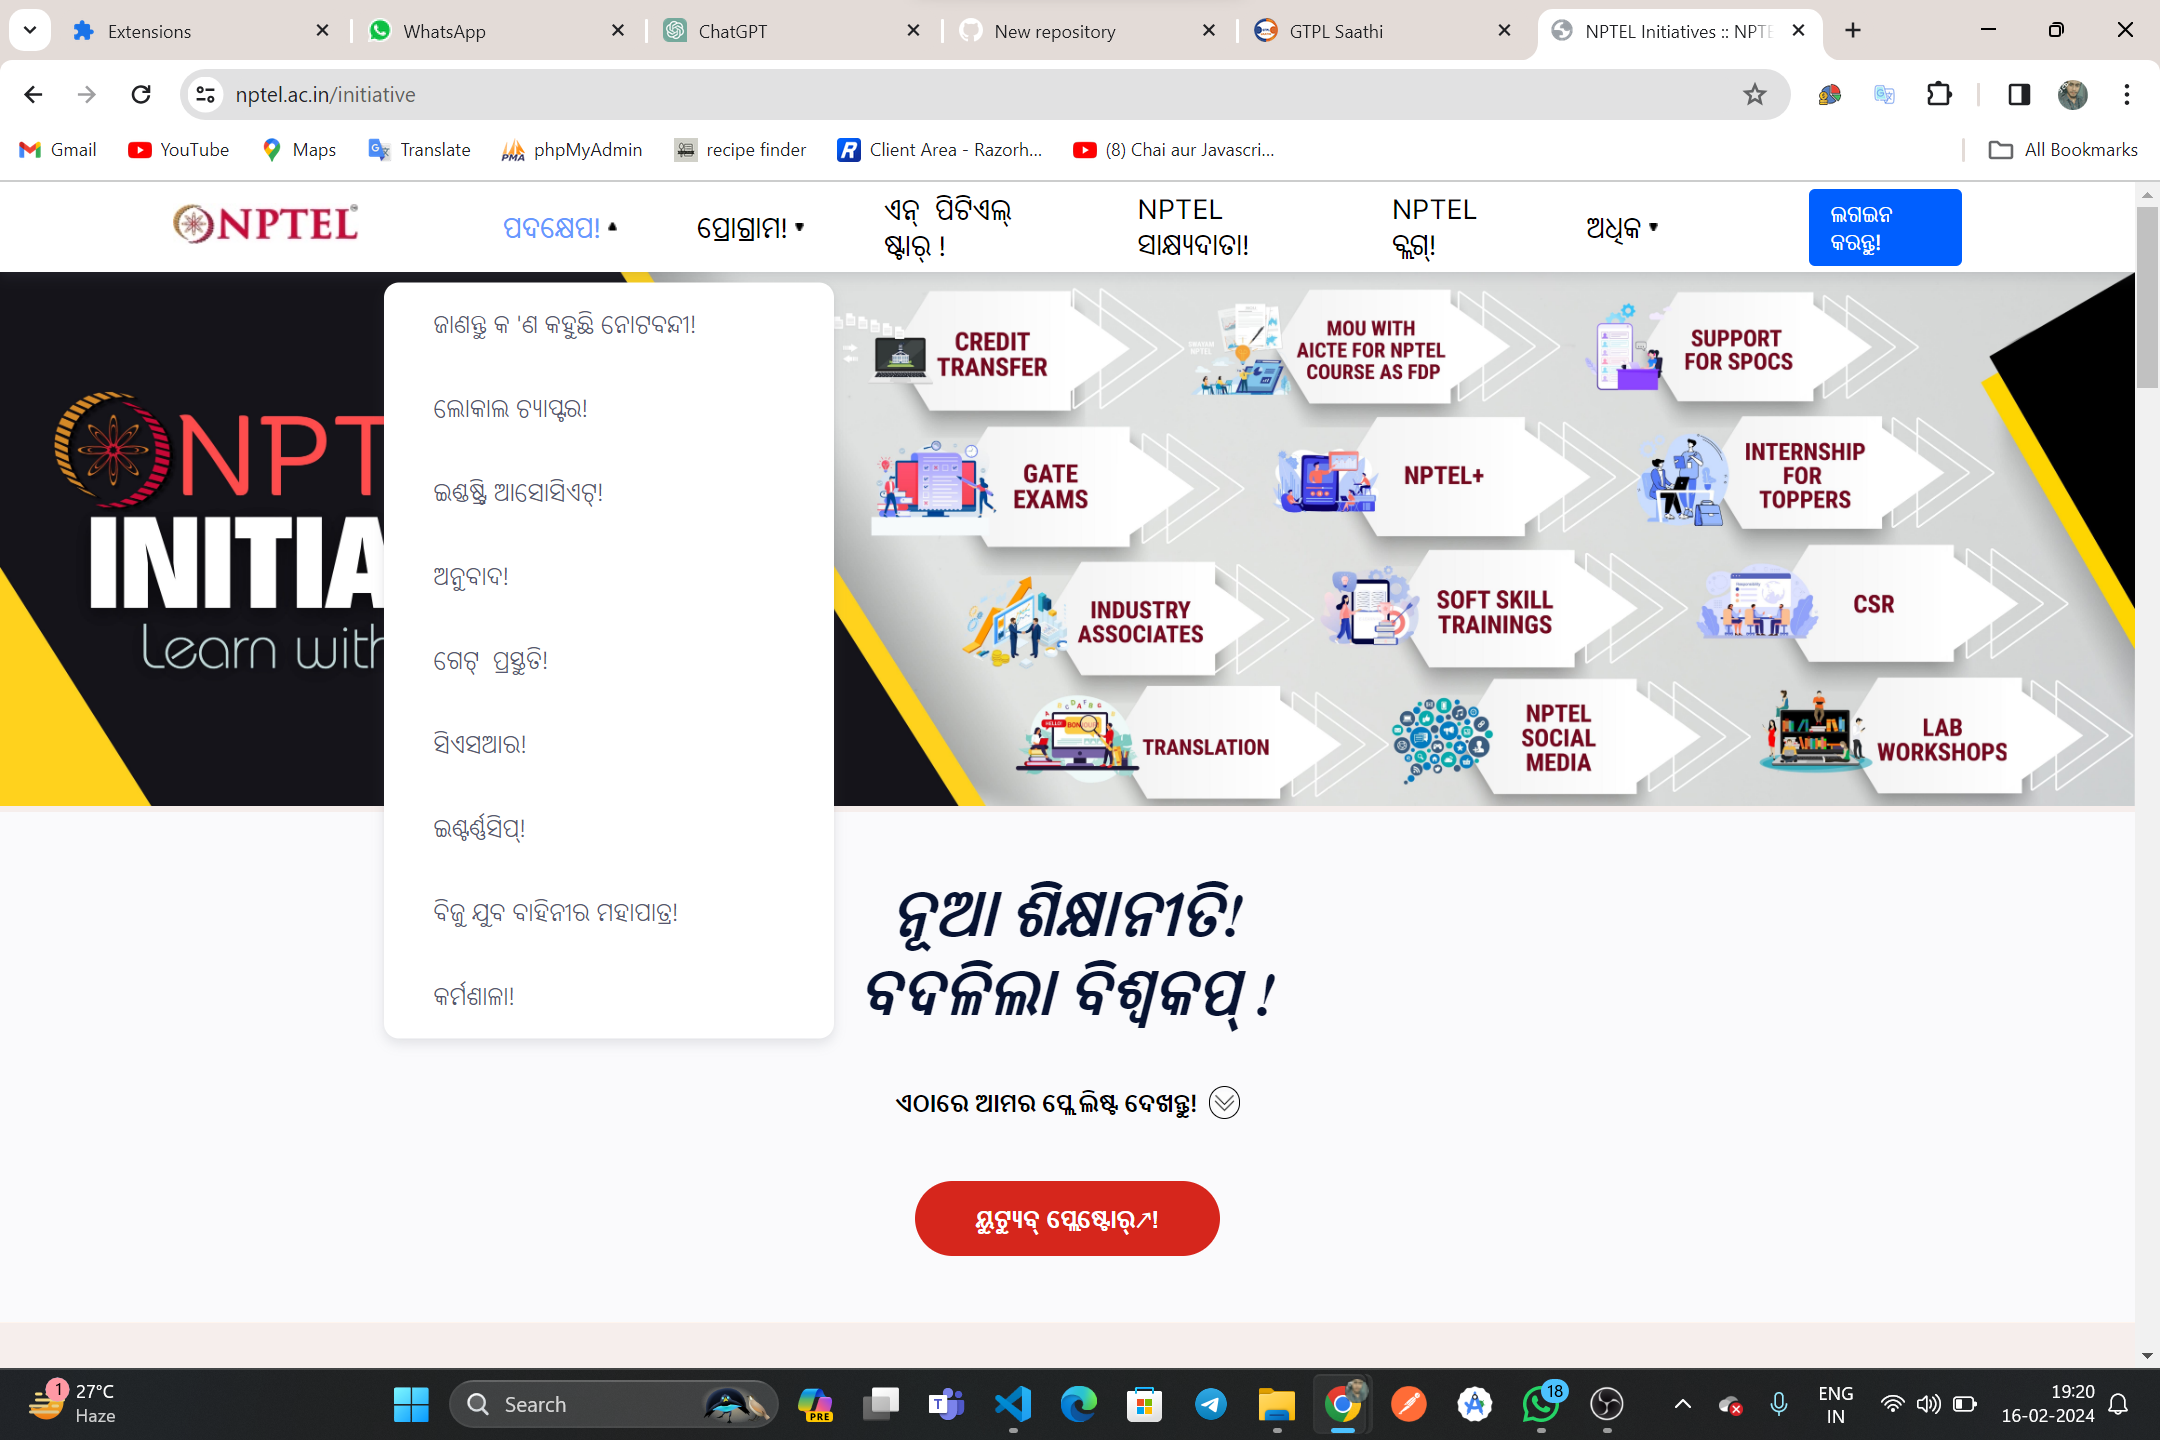 Extensions
WhatsApp
ChatGPT
New repository
GTPL Saathi
NPTEL Initiatives :: NPTE
nptel.ac.in/initiative
Gmail
YouTube
Maps
Translate
phpMyAdmin
recipe finder
Client Area - Razorh...
(8) Chai aur Javascri...
All Bookmarks
NPTEL
ପଦକ୍ଷେପ!
ପ୍ରୋଗ୍ରାମ!
ଏନ୍ ପିଟିଏଲ୍
ଷ୍ଟାର୍ !
NPTEL
ସାକ୍ଷ୍ୟଦାତା!
NPTEL
ବ୍ଲଗ୍!
ଅଧିକ
ଲଗଇନ
କରନ୍ତୁ!
ଜାଣନ୍ତୁ କ 'ଣ କହୁଛି ନୋଟବନ୍ଦୀ!
ଲୋକାଲ ଚ୍ୟାପ୍ଟର!
ଇଣ୍ଡଷ୍ଟ୍ରି ଆସୋସିଏଟ୍!
ଅନୁବାଦ!
ଗେଟ୍ ପ୍ରସ୍ତୁତି!
ସିଏସଆର!
ଇଣ୍ଟର୍ଣ୍ଣସିପ୍!
ବିଜୁ ଯୁବ ବାହିନୀର ମହାପାତ୍ର!
କର୍ମଶାଳା!
NPT
INITIA
Learn with
CREDIT
TRANSFER
MOU WITH
AICTE FOR NPTEL
COURSE AS FDP
SUPPORT
FOR SPOCS
GATE
EXAMS
NPTEL+
INTERNSHIP
FOR
TOPPERS
INDUSTRY
ASSOCIATES
SOFT SKILL
TRAININGS
CSR
TRANSLATION
NPTEL
SOCIAL
MEDIA
LAB
WORKSHOPS
ନୂଆ ଶିକ୍ଷାନୀତି!
ବଦଳିଲା ବିଶ୍ୱକପ୍ !
ଏଠାରେ ଆମର ପ୍ଲେଲିଷ୍ଟ ଦେଖନ୍ତୁ!
ୟୁଟ୍ୟୁବ୍ ପ୍ଲେଷ୍ଟୋର୍↗!
1
27°C
Haze
Search
PRE
18
ENG
IN
19:20
16-02-2024